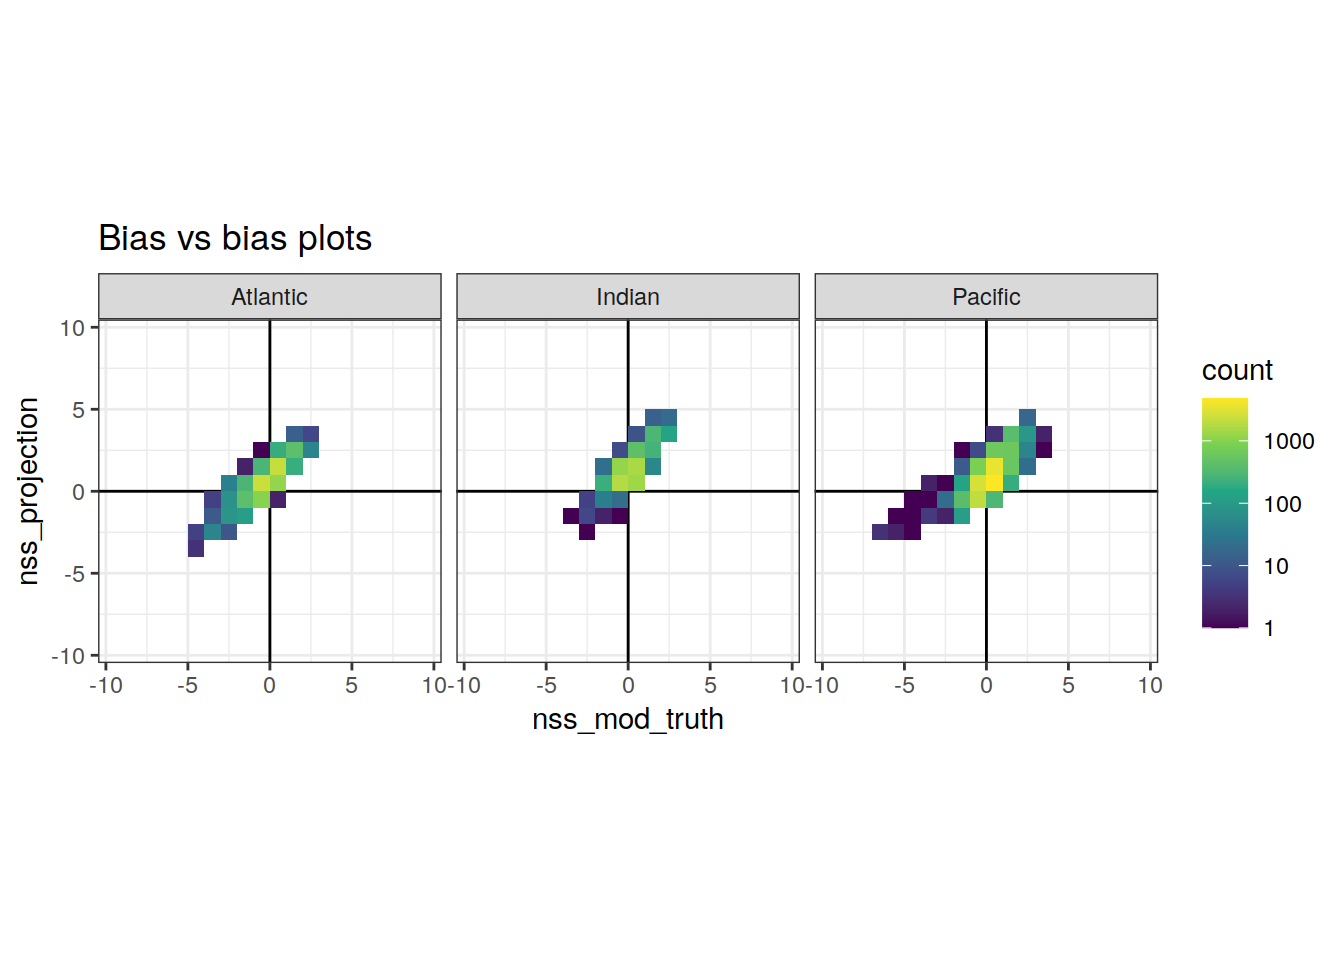 Bias vs bias plots
Atlantic Indian Pacific
10
5
0
-5
-10
nss_projection
-10 -5 0 5 10 -10 -5 0 5 10 -10 -5 0 5 10
nss_mod_truth
count
1000
100
10
1